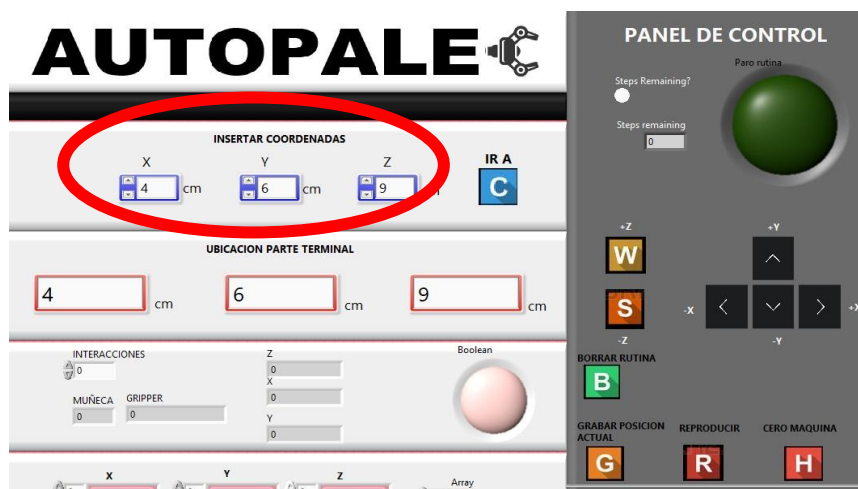 AUTOPALE
PANEL DE CONTROL
Paro rutina
Steps Remaining?
Steps remaining
0
INSERTAR COORDENADAS
X Y Z IR A
4 cm 6 cm 9 C
UBICACION PARTE TERMINAL
4 cm 6 cm 9 cm
+Z +Y
W
S -X +X
-Z -Y
INTERACCIONES Z Boolean
0 0
X
MUÑECA GRIPPER 0
0 0 Y
0
BORRAR RUTINA
B
GRABAR POSICION REPRODUCIR CERO MAQUINA
ACTUAL
G R H
X Y Z Array